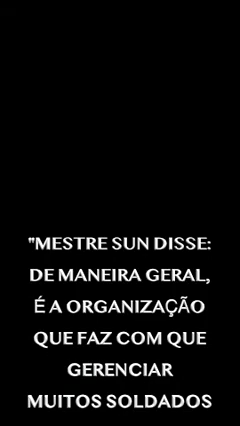 "MESTRE SUN DISSE:
DE MANEIRA GERAL,
É A ORGANIZAÇÃO
QUE FAZ COM QUE
GERENCIAR
MUITOS SOLDADOS